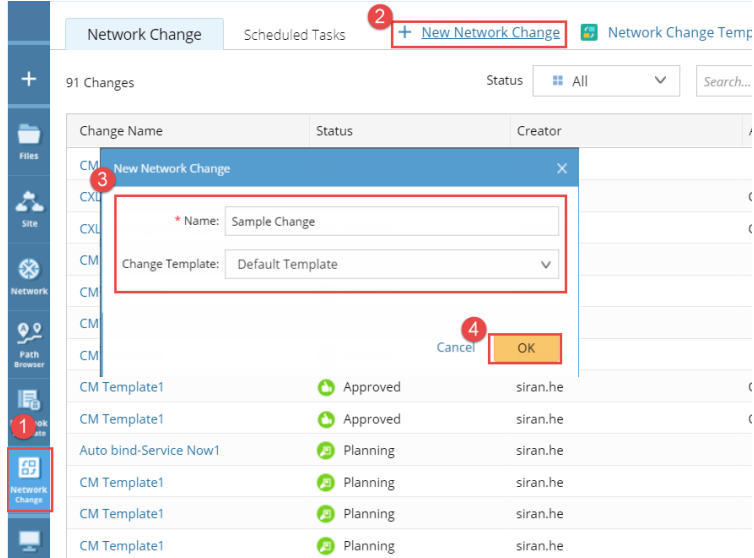 2
Network Change
Scheduled Tasks
+ New Network Change
Network Change Temp
91 Changes
Status
All
Search...
Change Name
Status
Creator
Files
CM
3
New Network Change
CXL
* Name:
Sample Change
Site
CXL
CM
Change Template:
Default Template
Network
CM
CM
4
Path
Browser
CM
Cancel
OK
CM Template1
Approved
siran.he
1
CM Template1
Approved
siran.he
Auto bind-Service Now1
Planning
siran.he
Network
Change
CM Template1
Planning
siran.he
CM Template1
Planning
siran.he
CM Template1
Planning
siran.he